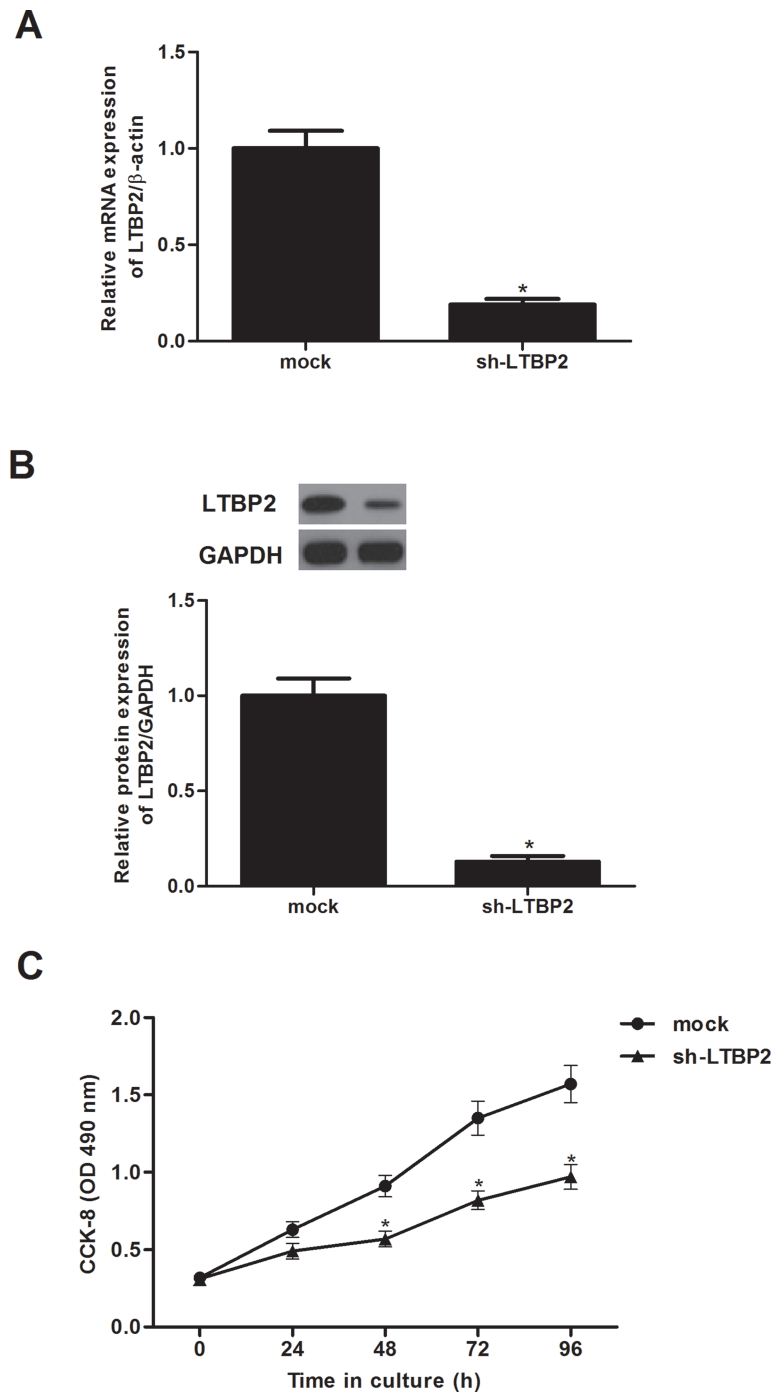 A
Relative mRNA expression
of LTBP2/β-actin
1.5
1.0
0.5
0.0
*
mock
sh-LTBP2
B
LTBP2
GAPDH
Relative protein expression
of LTBP2/GAPDH
1.5
1.0
0.5
0.0
*
mock
sh-LTBP2
C
CCK-8 (OD 490 nm)
2.0
1.5
1.0
0.5
0.0
mock
sh-LTBP2
*
*
*
0
24
48
72
96
Time in culture (h)